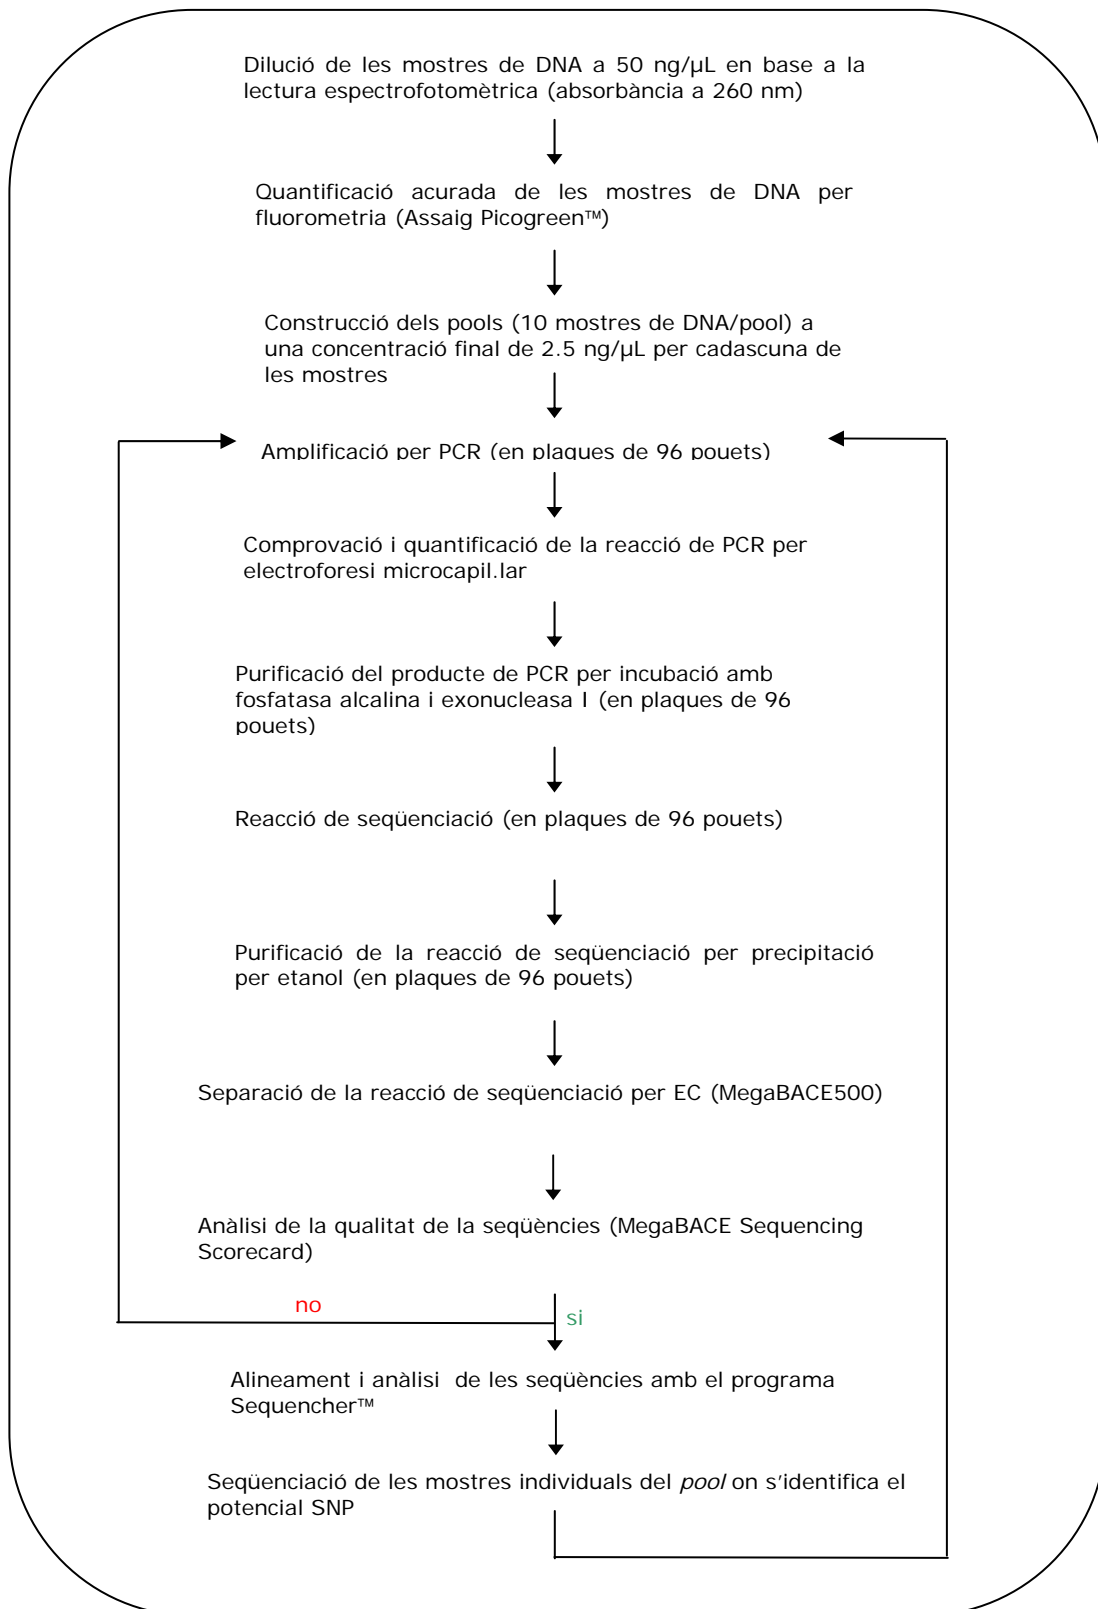 Dilució de les mostres de DNA a 50 ng/µL en base a la
lectura espectrofotomètrica (absorbància a 260 nm)
Quantificació acurada de les mostres de DNA per
fluorometria (Assaig Picogreen™)
Construcció dels pools (10 mostres de DNA/pool) a
una concentració final de 2.5 ng/µL per cadascuna de
les mostres
Amplificació per PCR (en plaques de 96 pouets)
Comprovació i quantificació de la reacció de PCR per
electroforesi microcapil.lar
Purificació del producte de PCR per incubació amb
fosfatasa alcalina i exonucleasa I (en plaques de 96
pouets)
Reacció de seqüenciació (en plaques de 96 pouets)
Purificació de la reacció de seqüenciació per precipitació
per etanol (en plaques de 96 pouets)
Separació de la reacció de seqüenciació per EC (MegaBACE500)
Anàlisi de la qualitat de la seqüències (MegaBACE Sequencing
Scorecard)
no
si
Alineament i anàlisi de les seqüències amb el programa
Sequencher™
Seqüenciació de les mostres individuals del pool on s'identifica el
potencial SNP